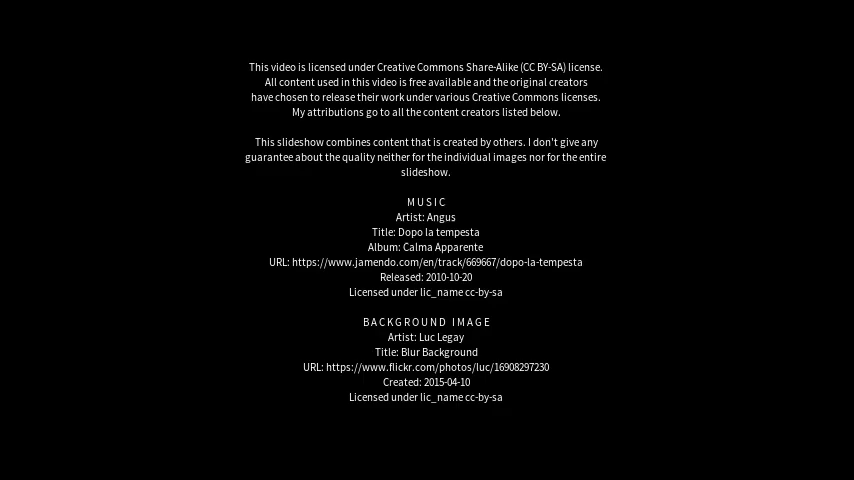 This video is licensed under Creative Commons Share-Alike (CC BY-SA) license.
All content used in this video is free available and the original creators
have chosen to release their work under various Creative Commons licenses.
My attributions go to all the content creators listed below.
This slideshow combines content that is created by others. I don't give any
guarantee about the quality neither for the individual images nor for the entire
slideshow.
MUSIC
Artist: Angus
Title: Dopo la tempesta
Album: Calma Apparente
URL: https://www.jamendo.com/en/track/669667/dopo-la-tempesta
Released: 2010-10-20
Licensed under lic_name cc-by-sa
BACKGROUND IMAGE
Artist: Luc Legay
Title: Blur Background
URL: https://www.flickr.com/photos/luc/16908297230
Created: 2015-04-10
Licensed under lic_name cc-by-sa